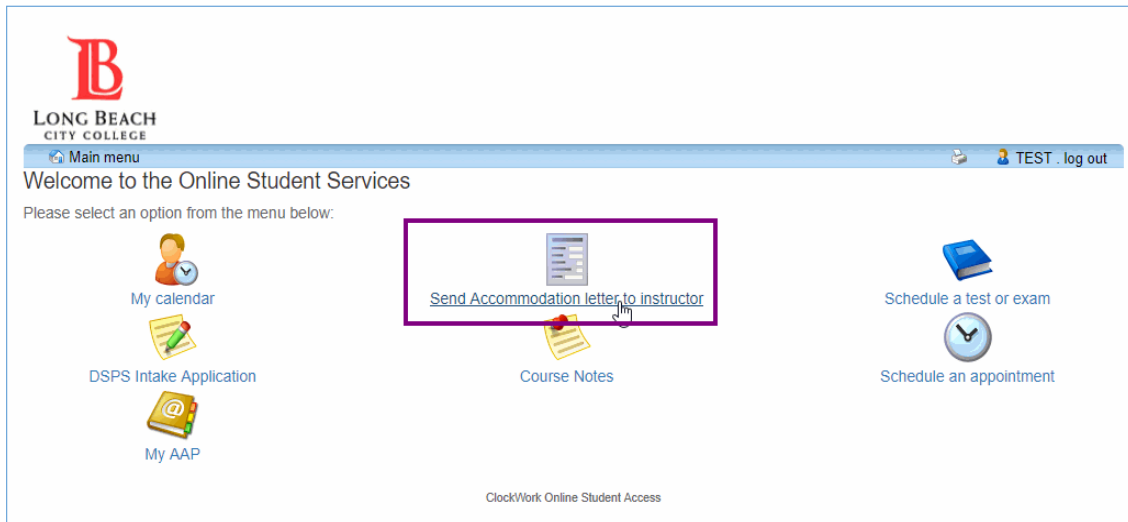 LB
LONG BEACH
CITY COLLEGE
Main menu
TEST . log out
Welcome to the Online Student Services
Please select an option from the menu below:
My calendar
Send Accommodation letter to instructor
Schedule a test or exam
DSPS Intake Application
Course Notes
Schedule an appointment
@
My AAP
ClockWork Online Student Access